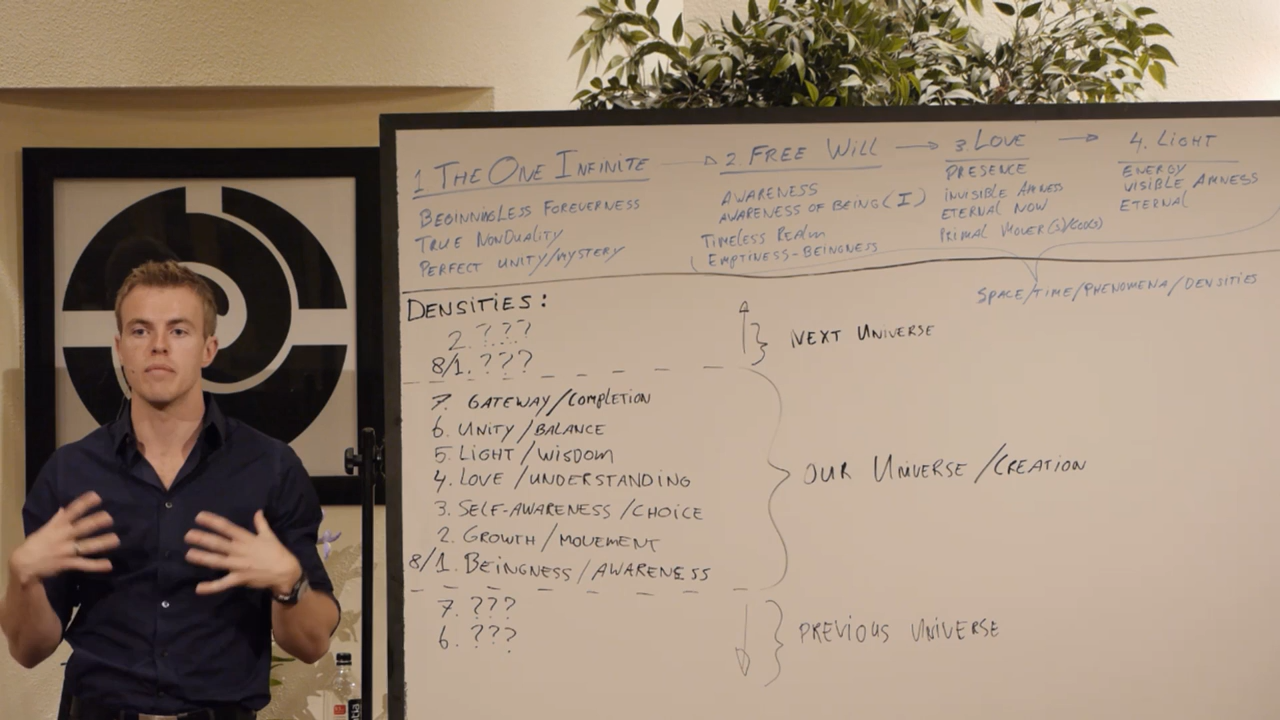 1 THE ONE INFINITE → 2. FREE WILL → 3. LOVE → 4. LIGHT
BEGINNINGLESS FOREVERNESS
TRUE NONDUALITY
PERFECT UNITY/MYSTERY
AWARENESS
AWARENESS OF BEING (I)
TIMELESS REALM
EMPTINESS-BEINGNESS
PRESENCE
INVISIBLE AMNESS
ETERNAL NOW
PRIMAL MOVER(S)/GOD(S)
ENERGY
VISIBLE AMNESS
ETERNAL
SPACE/TIME/PHENOMENA/DENSITIES
DENSITIES:
2. ???
8/1. ???
NEXT UNIVERSE
7. GATEWAY/COMPLETION
6. UNITY/BALANCE
5. LIGHT/WISDOM
4. LOVE/UNDERSTANDING
3. SELF-AWARENESS/CHOICE
2. GROWTH/MOVEMENT
8/1. BEINGNESS/AWARENESS
OUR UNIVERSE/CREATION
7. ???
6. ???
PREVIOUS UNIVERSE